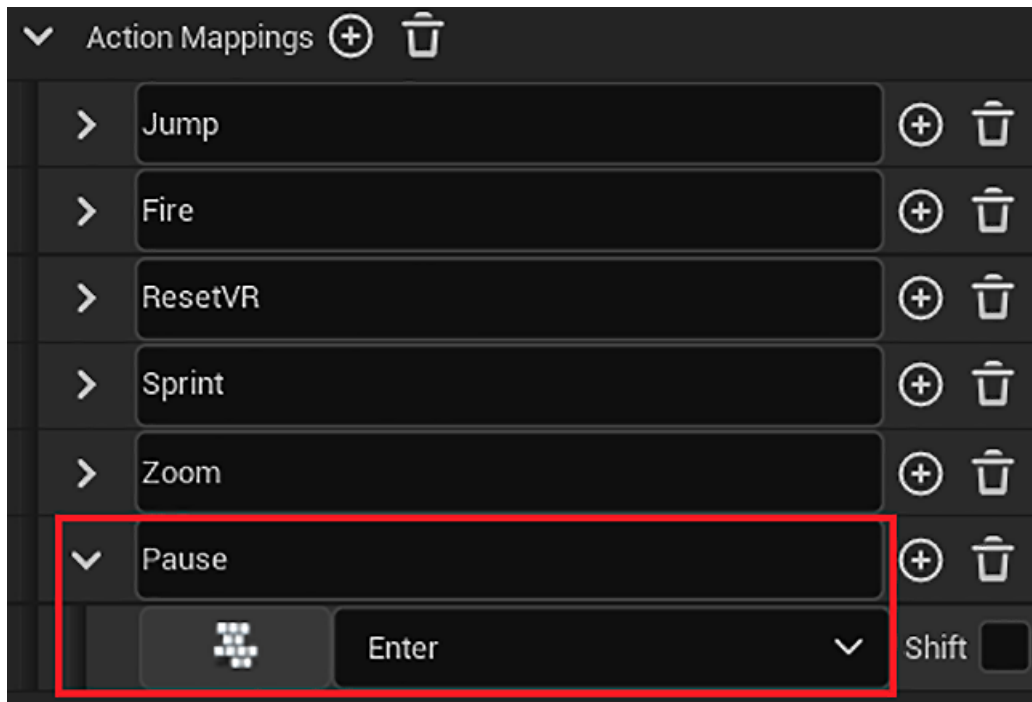 Action Mappings
Jump
Fire
ResetVR
Sprint
Zoom
Pause
Enter Shift